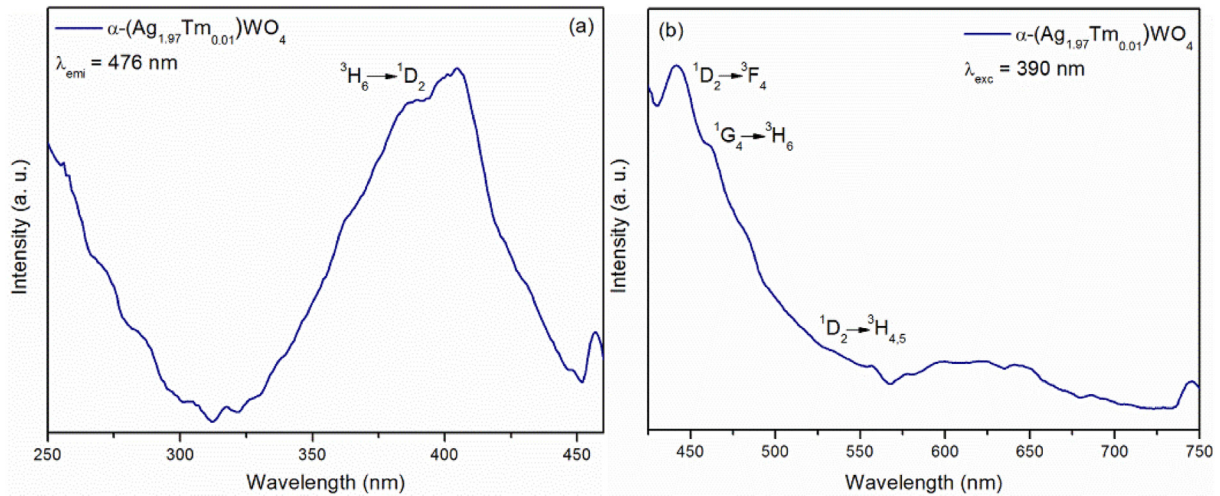 α-(Ag1.97Tm0.01)WO4
(a)
λemi = 476 nm
3H6→1D2
Intensity (a. u.)
250 300 350 400 450
Wavelength (nm)
(b)
α-(Ag1.97Tm0.01)WO4
λexc = 390 nm
1D2→3F4
1G4→3H6
1D2→3H4,5
Intensity (a. u.)
450 500 550 600 650 700 750
Wavelength (nm)